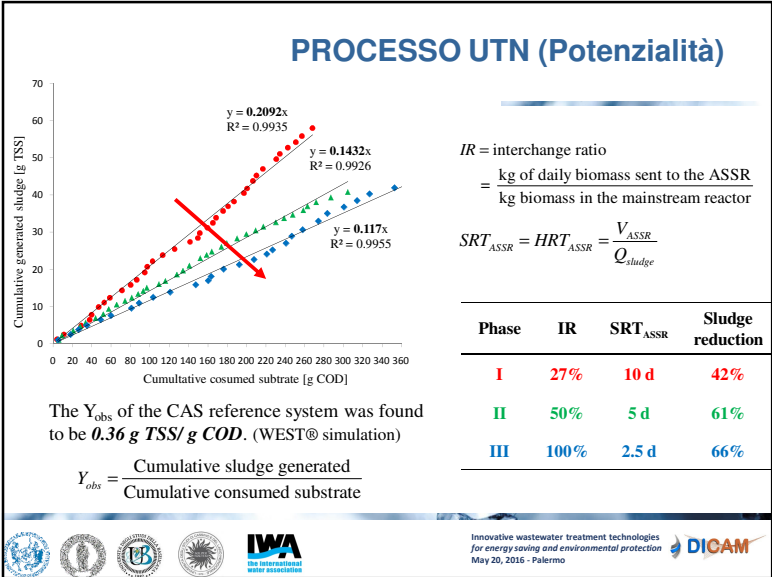 PROCESSO UTN (Potenzialità)
Cumulative generated sludge [g TSS]
70
60
50
40
30
20
10
0
y = 0.2092x
R² = 0.9935
y = 0.1432x
R² = 0.9926
y = 0.117x
R² = 0.9955
0 20 40 60 80 100 120 140 160 180 200 220 240 260 280 300 320 340 360
Cumultative cosumed subtrate [g COD]
The Yobs of the CAS reference system was found
to be 0.36 g TSS/ g COD. (WEST® simulation)
Yobs = Cumulative sludge generated / Cumulative consumed substrate
IR = interchange ratio
= kg of daily biomass sent to the ASSR / kg biomass in the mainstream reactor
SRT_ASSR = HRT_ASSR = V_ASSR / Q_sludge
Phase IR SRT_ASSR Sludge reduction
I 27% 10 d 42%
II 50% 5 d 61%
III 100% 2.5 d 66%
IWA
the international
water association
Innovative wastewater treatment technologies
for energy saving and environmental protection
May 20, 2016 - Palermo
DICAM